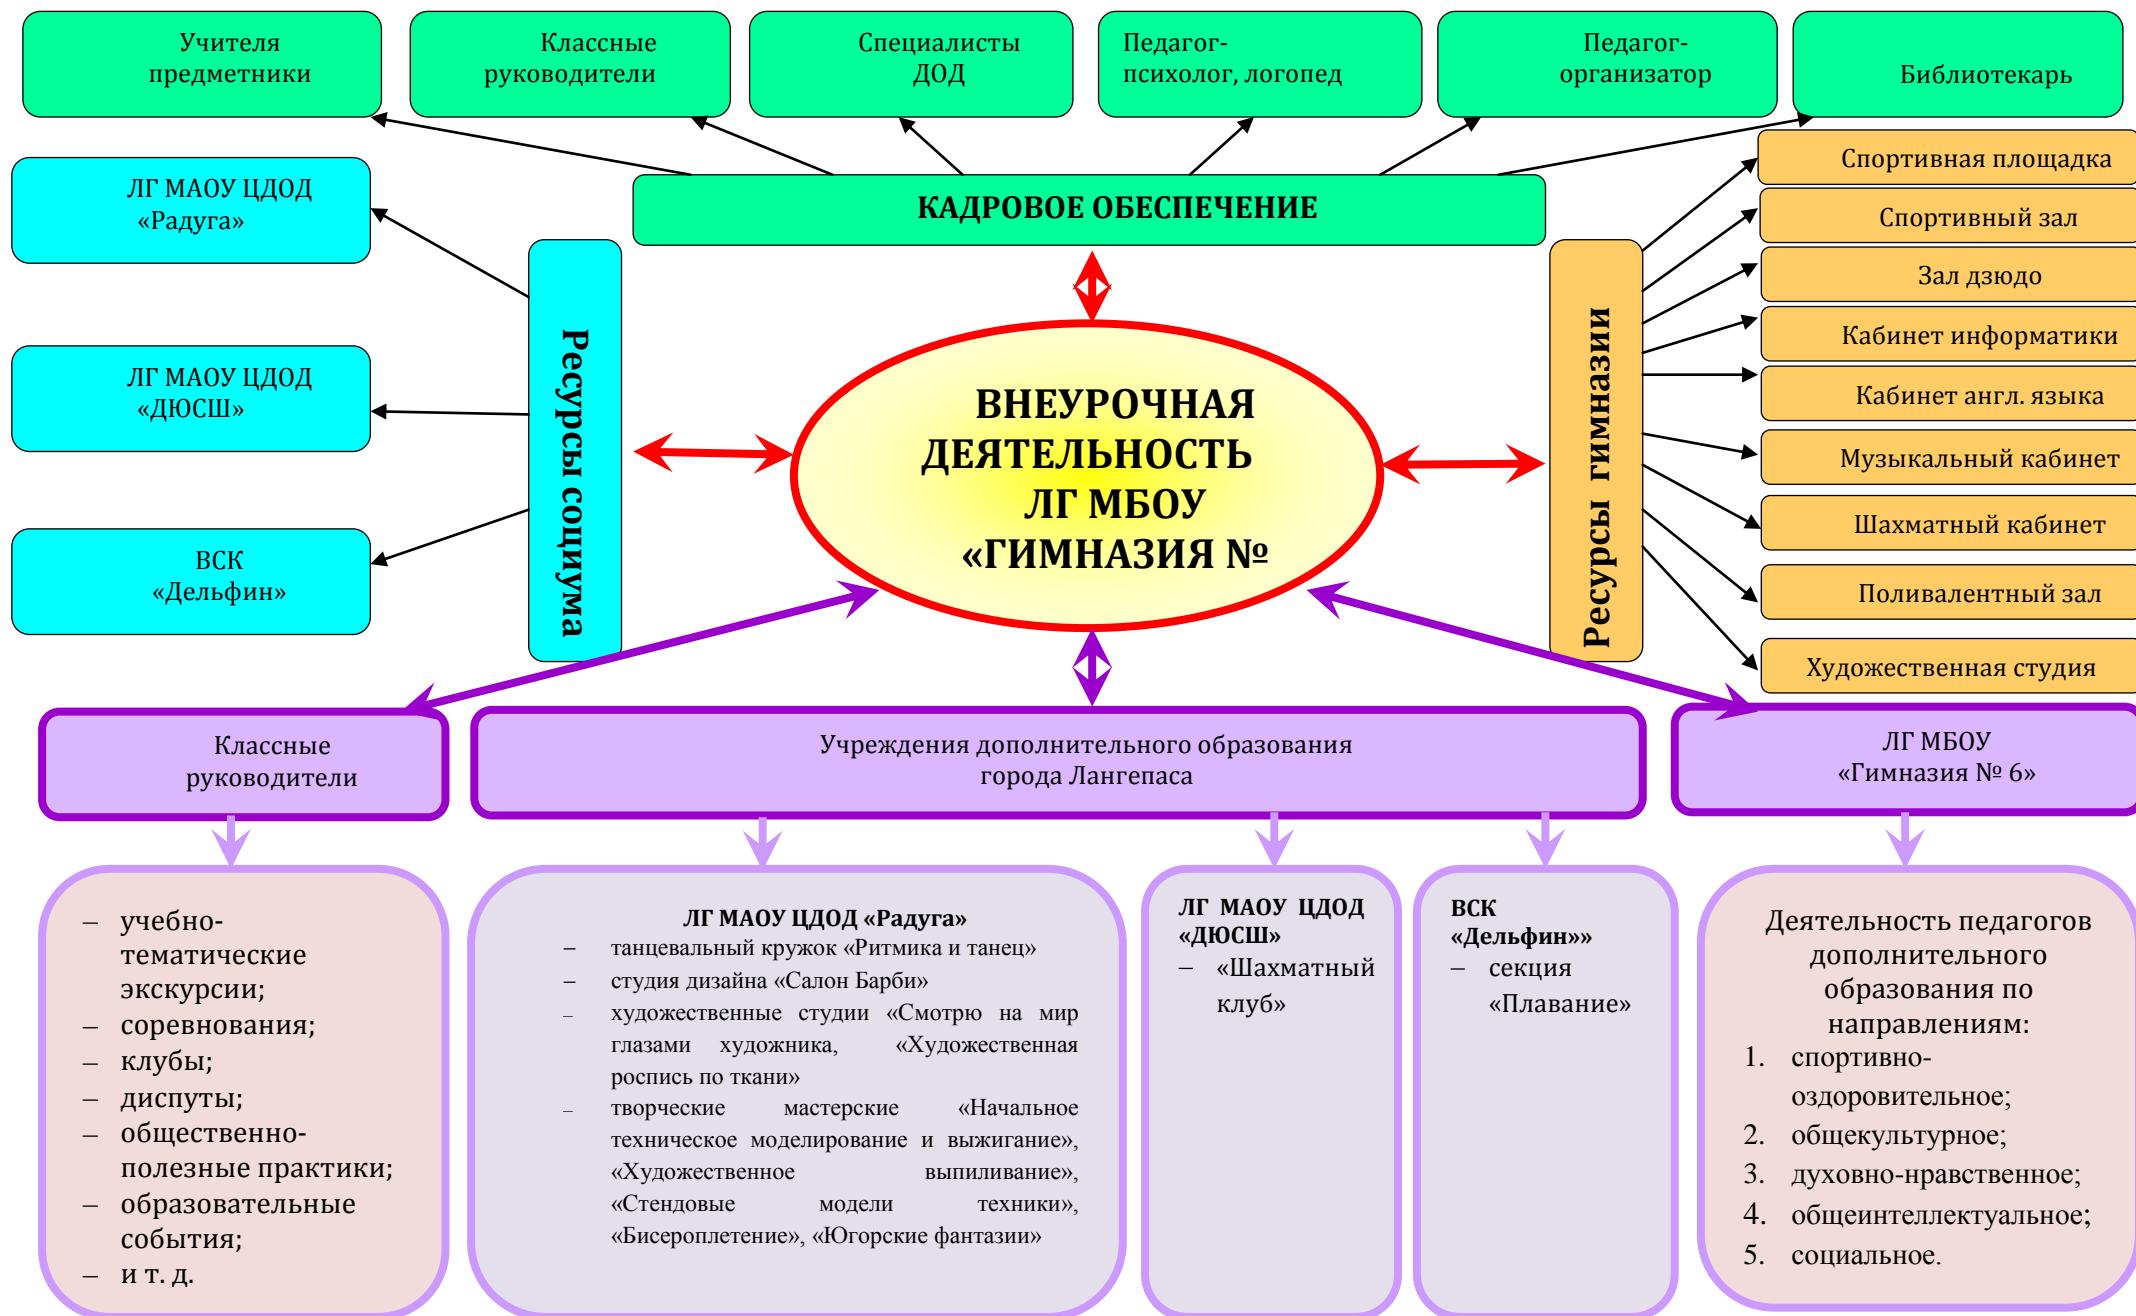 Учителя
предметники
Классные
руководители
Специалисты
ДОД
Педагог-
психолог, логопед
Педагог-
организатор
Библиотекарь
КАДРОВОЕ ОБЕСПЕЧЕНИЕ
ЛГ МАОУ ЦДОД
«Радуга»
ЛГ МАОУ ЦДОД
«ДЮСШ»
ВСК
«Дельфин»
Ресурсы социума
ВНЕУРОЧНАЯ
ДЕЯТЕЛЬНОСТЬ
ЛГ МБОУ
«ГИМНАЗИЯ №
Ресурсы гимназии
Спортивная площадка
Спортивный зал
Зал дзюдо
Кабинет информатики
Кабинет англ. языка
Музыкальный кабинет
Шахматный кабинет
Поливалентный зал
Художественная студия
Классные
руководители
Учреждения дополнительного образования
города Лангепаса
ЛГ МБОУ
«Гимназия № 6»
– учебно-
тематические
экскурсии;
– соревнования;
– клубы;
– диспуты;
– общественно-
полезные практики;
– образовательные
события;
– и т. д.
ЛГ МАОУ ЦДОД «Радуга»
– танцевальный кружок «Ритмика и танец»
– студия дизайна «Салон Барби»
– художественные студии «Смотрю на мир
глазами художника, «Художественная
роспись по ткани»
– творческие мастерские «Начальное
техническое моделирование и выжигание»,
«Художественное выпиливание»,
«Стендовые модели техники»,
«Бисероплетение», «Югорские фантазии»
ЛГ МАОУ ЦДОД
«ДЮСШ»
– «Шахматный
клуб»
ВСК
«Дельфин»»
– секция
«Плавание»
Деятельность педагогов
дополнительного
образования по
направлениям:
1. спортивно-
оздоровительное;
2. общекультурное;
3. духовно-нравственное;
4. общеинтеллектуальное;
5. социальное.